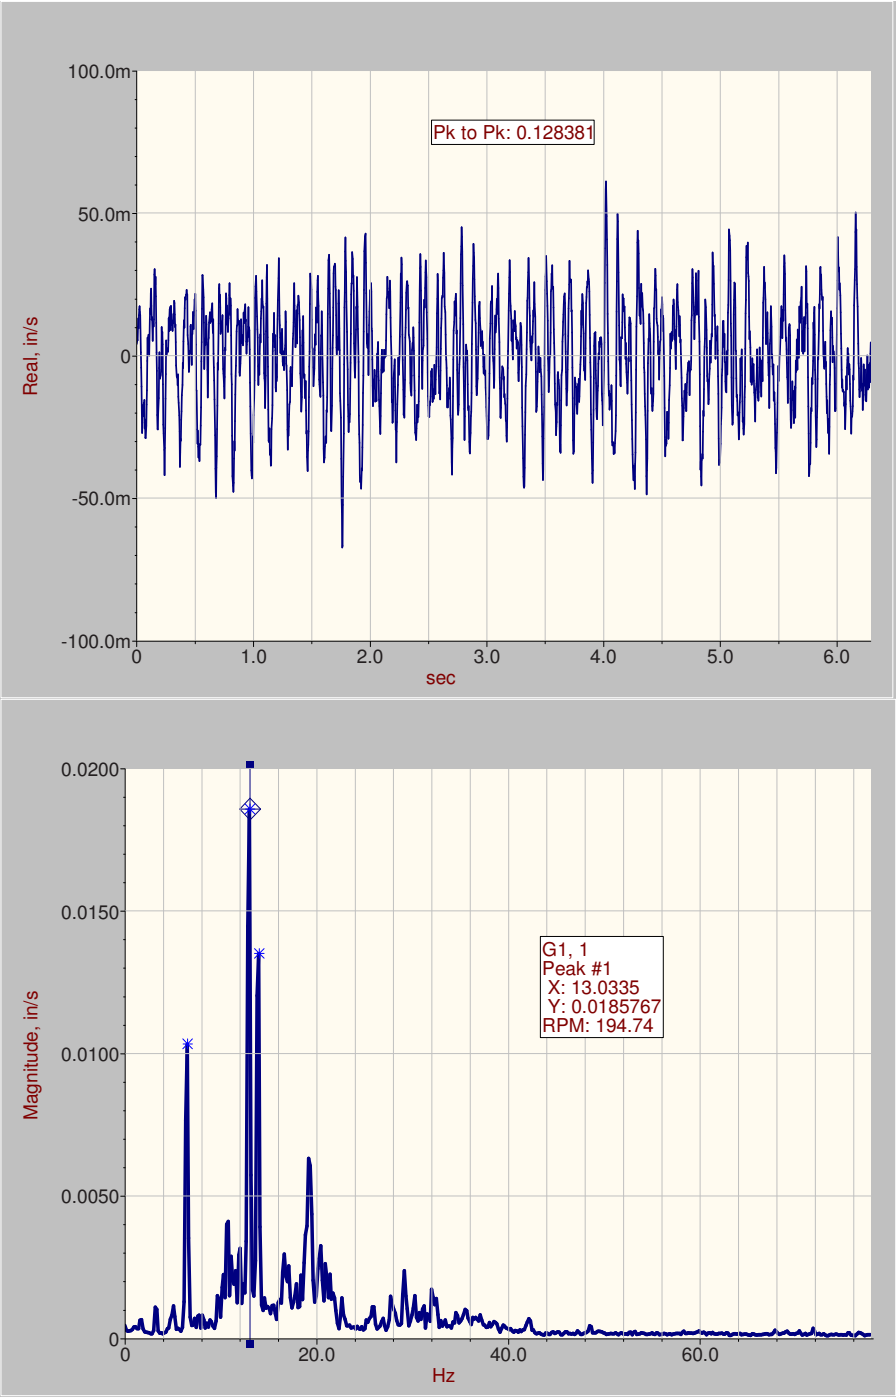 100.0m
Pk to Pk: 0.128381
50.0m
Real, in/s
0
-50.0m
-100.0m
0 1.0 2.0 3.0 4.0 5.0 6.0
sec
0.0200
0.0150
G1, 1
Peak #1
X: 13.0335
Y: 0.0185767
RPM: 194.74
Magnitude, in/s
0.0100
0.0050
0
0 20.0 40.0 60.0
Hz